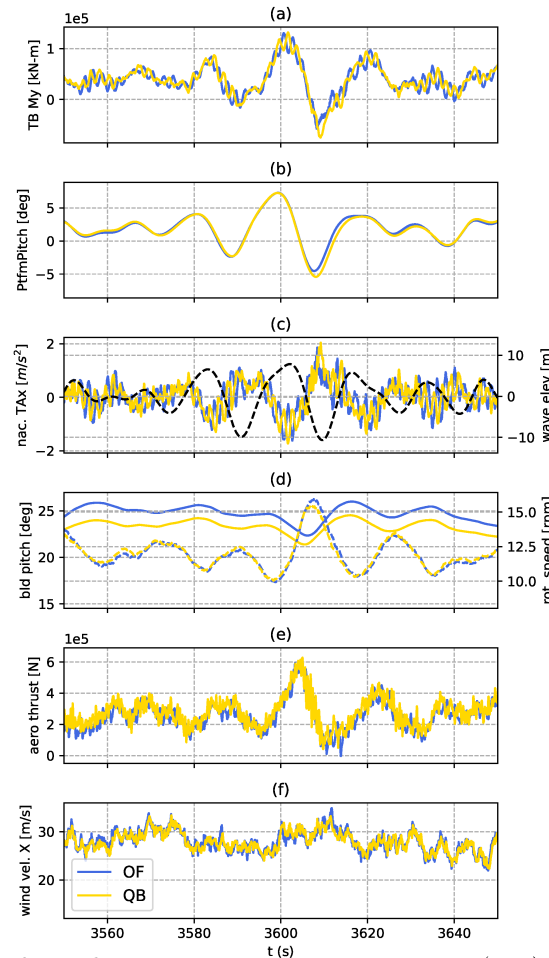 (a)
1e5
TB My [kN-m]
1
0
(b)
PtfmPitch [deg]
5
0
−5
(c)
nac. TAx [m/s²]
2
0
−2
10
0
−10
wave elev [m]
(d)
bld pitch [deg]
25
20
15
15.0
12.5
10.0
rot. speed [rpm]
(e)
1e5
aero thrust [N]
6
4
2
0
(f)
wind vel. X [m/s]
30
20
OF
QB
3560 3580 3600 3620 3640
t (s)